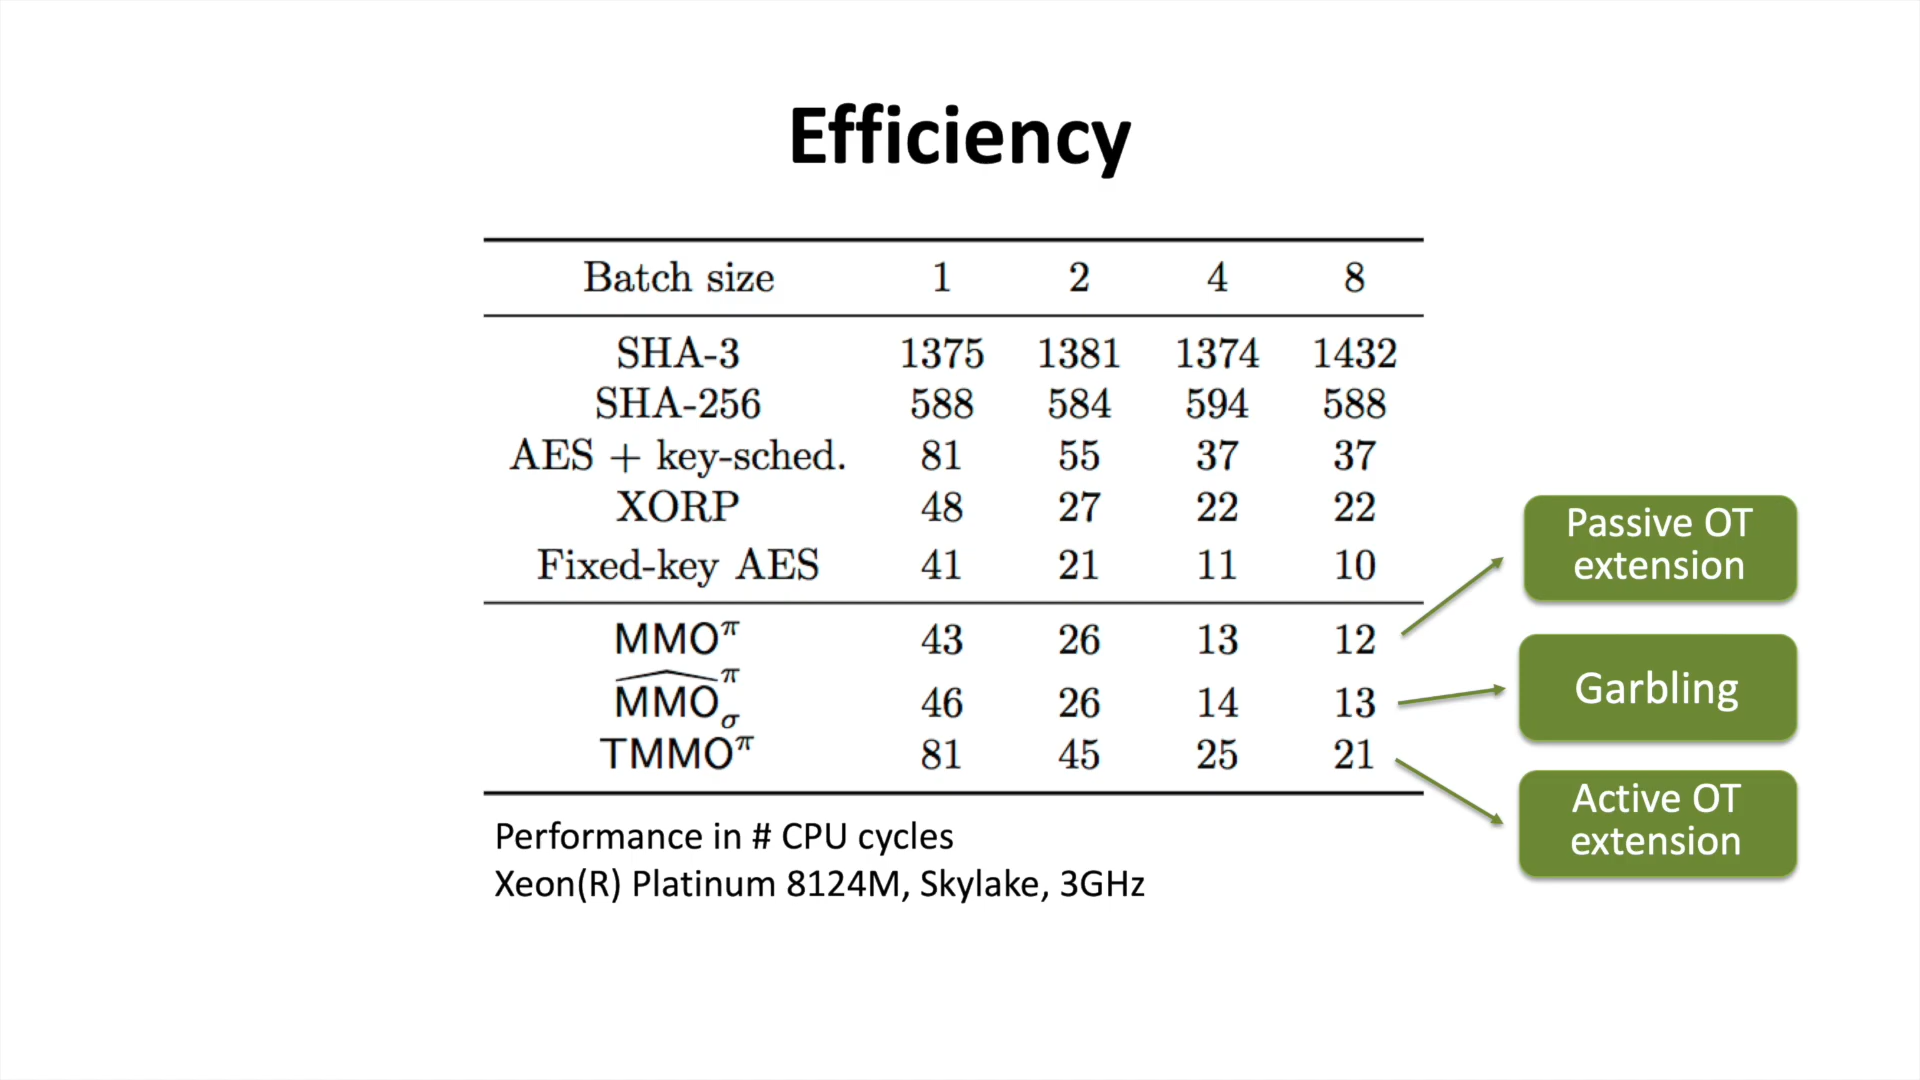 Efficiency
Batch size 1 2 4 8
SHA-3 1375 1381 1374 1432
SHA-256 588 584 594 588
AES + key-sched. 81 55 37 37
XORP 48 27 22 22
Fixed-key AES 41 21 11 10
MMO^π 43 26 13 12
\widehat{MMO}_σ^π 46 26 14 13
TMMO^π 81 45 25 21
Passive OT
extension
Garbling
Active OT
extension
Performance in # CPU cycles
Xeon(R) Platinum 8124M, Skylake, 3GHz